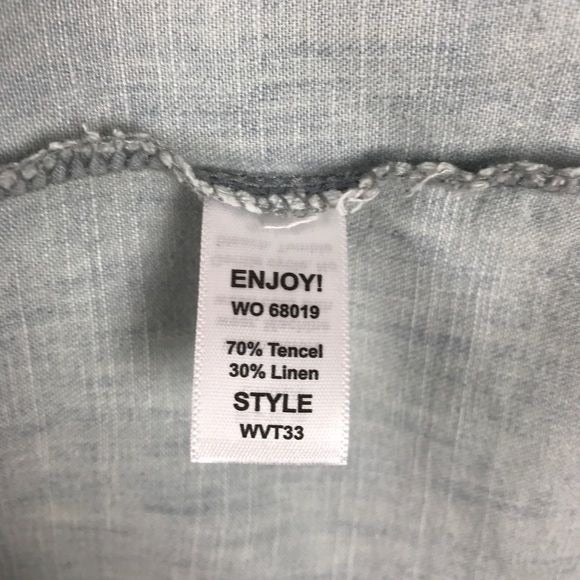 ENJOY!
WO 68019
70% Tencel
30% Linen
STYLE
WVT33